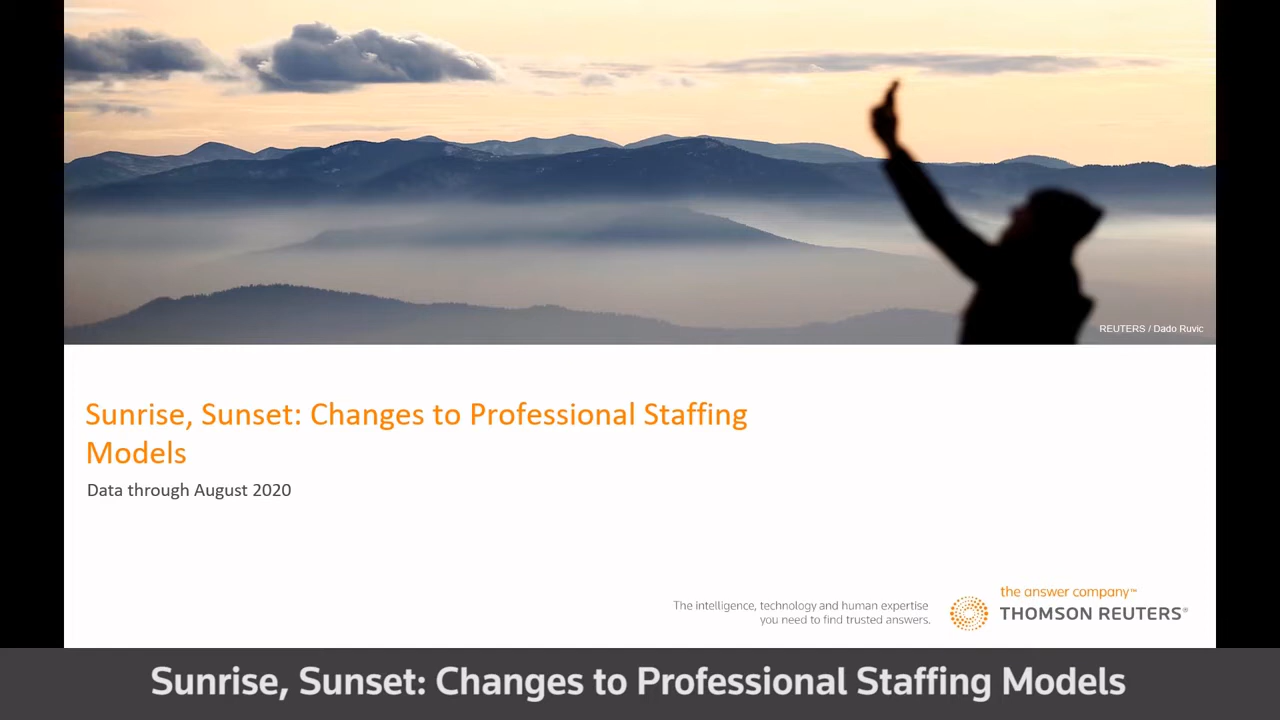 REUTERS / Dado Ruvic
Sunrise, Sunset: Changes to Professional Staffing
Models
Data through August 2020
The intelligence, technology and human expertise
you need to find trusted answers.
the answer company™
THOMSON REUTERS®
Sunrise, Sunset: Changes to Professional Staffing Models